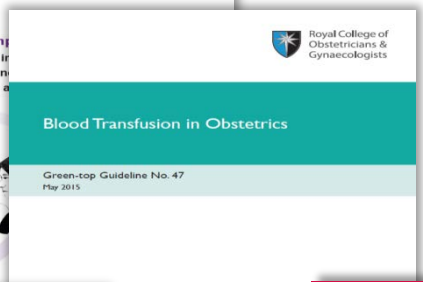 Royal College of
Obstetricians &
Gynaecologists
Blood Transfusion in Obstetrics
Green-top Guideline No. 47
May 2015